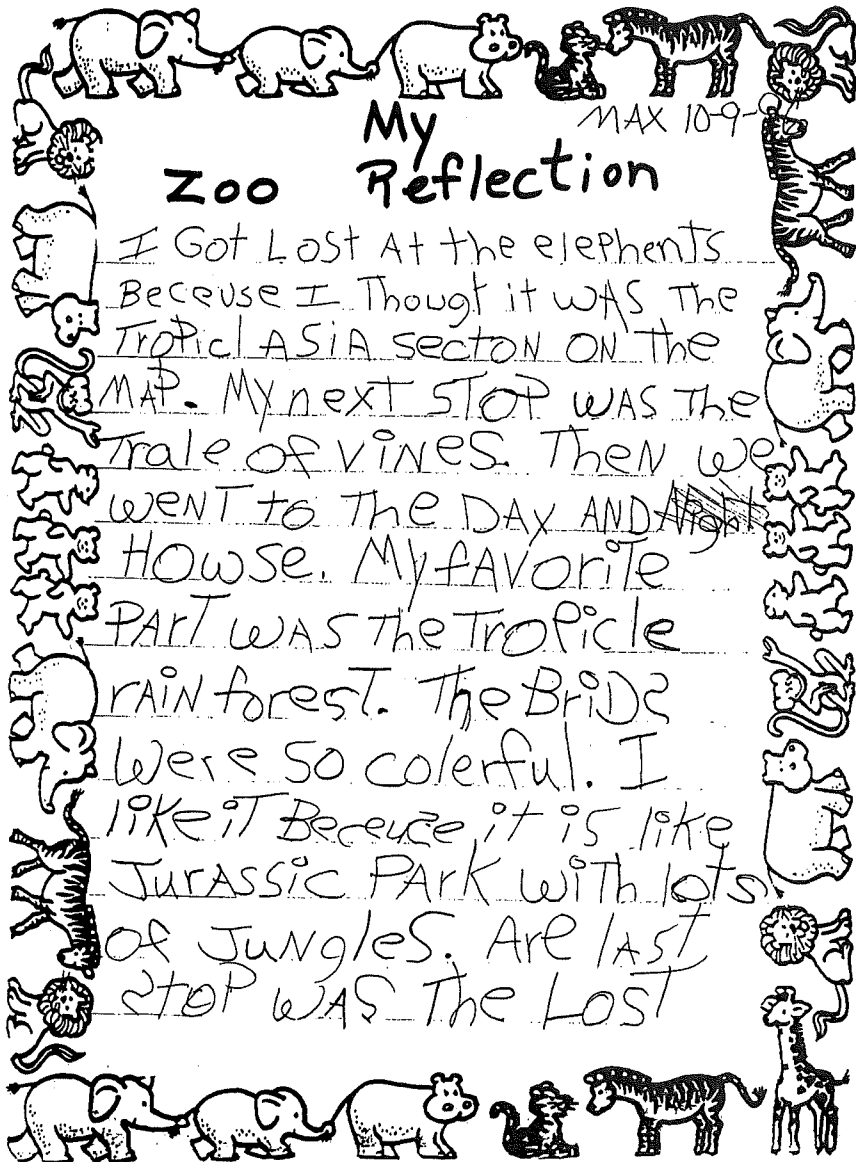 My
MAX 10-9-
Zoo Reflection
I Got Lost At the elephents
Beceuse I Thougt it wAS The
Tropicl ASiA secton ON The
MAP. My next STOP was The
Trale of viNes. TheN we
weNT to The DAY AND Night
Howse. My fAvoriTe
PArT wAS The Tropicle
rAiN forest. The BriDs
were so colerful. I
like iT Beceuze it is like
JurASSic PArk wiTh lots
of JuNgles. Are lAST
STOP wAS The LosT